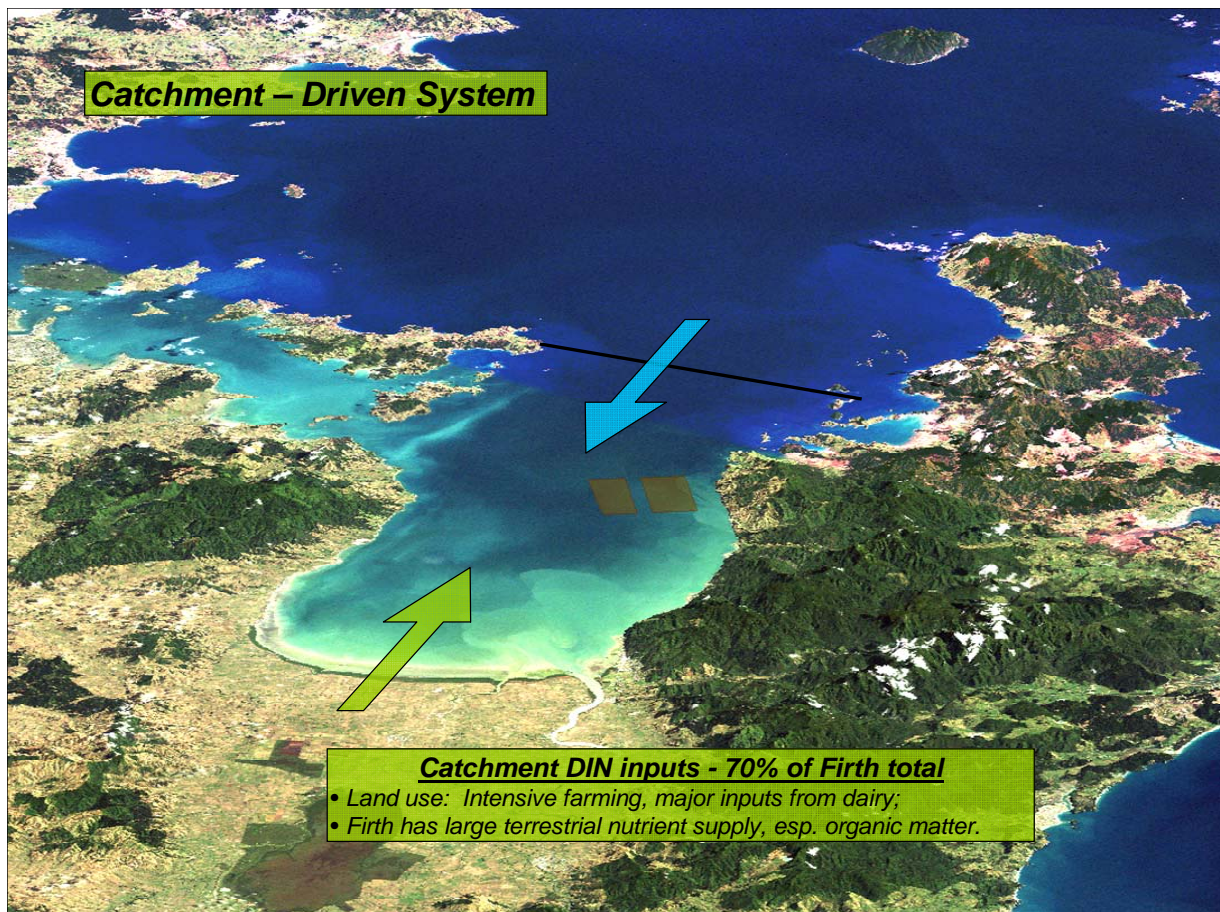 Catchment – Driven System
Catchment DIN inputs - 70% of Firth total
• Land use: Intensive farming, major inputs from dairy;
• Firth has large terrestrial nutrient supply, esp. organic matter.